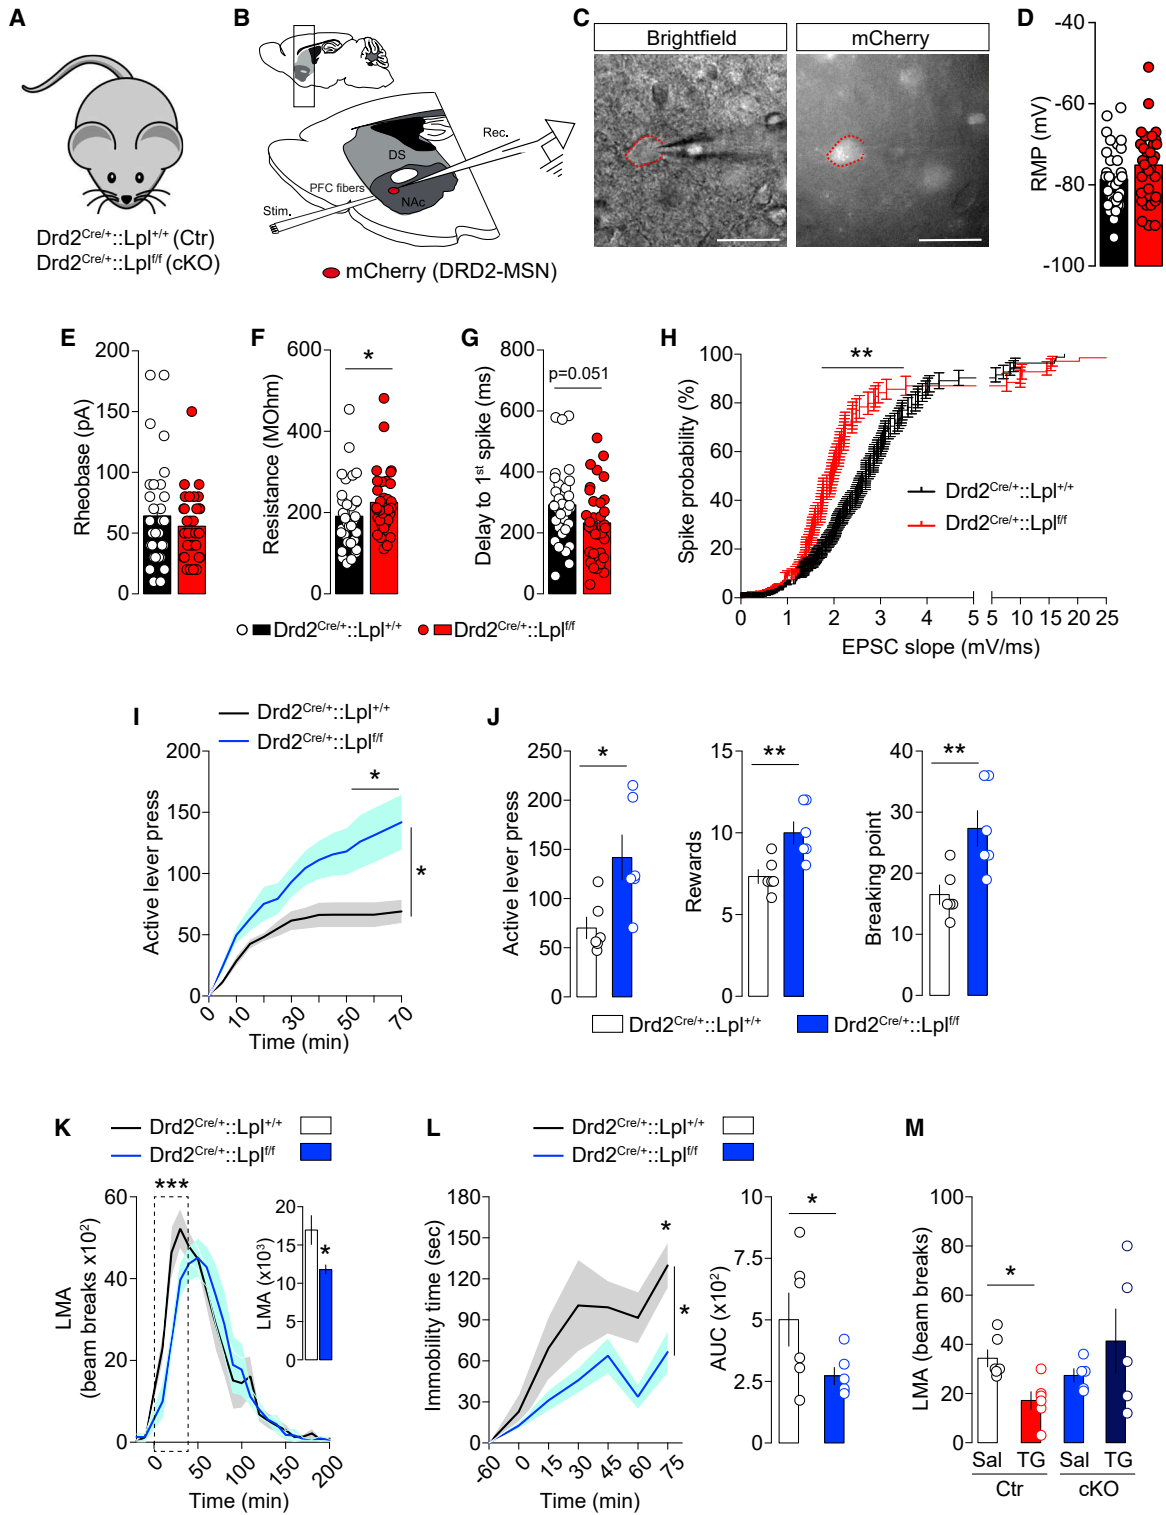 A
Drd2Cre/+::Lpl+/+ (Ctr)
Drd2Cre/+::Lplf/f (cKO)
B
DS
Rec.
PFC fibers
NAc
Stim.
mCherry (DRD2-MSN)
C
Brightfield
mCherry
D
RMP (mV)
-40
-60
-80
-100
E
Rheobase (pA)
200
150
100
50
0
F
Resistance (MOhm)
600
400
200
0
*
G
Delay to 1st spike (ms)
800
600
400
200
0
p=0.051
Drd2Cre/+::Lpl+/+
Drd2Cre/+::Lplf/f
H
Spike probability (%)
100
80
60
40
20
0
**
Drd2Cre/+::Lpl+/+
Drd2Cre/+::Lplf/f
0 1 2 3 4 5 5 10 15 20 25
EPSC slope (mV/ms)
I
Drd2Cre/+::Lpl+/+
Drd2Cre/+::Lplf/f
Active lever press
200
150
100
50
0
*
*
0 10 30 50 70
Time (min)
J
Active lever press
250
200
150
100
50
0
*
Rewards
15
10
5
0
**
Breaking point
40
30
20
10
0
**
Drd2Cre/+::Lpl+/+
Drd2Cre/+::Lplf/f
K
Drd2Cre/+::Lpl+/+
Drd2Cre/+::Lplf/f
LMA
(beam breaks x102)
60
40
20
0
***
LMA (x103)
20
15
10
5
0
*
0 50 100 150 200
Time (min)
L
Drd2Cre/+::Lpl+/+
Drd2Cre/+::Lplf/f
Immobility time (sec)
180
150
120
90
60
30
0
*
*
-60 0 15 30 45 60 75
Time (min)
AUC (x102)
10
7.5
5
2.5
0
*
M
LMA (beam breaks)
100
80
60
40
20
0
*
Sal TG Sal TG
Ctr cKO